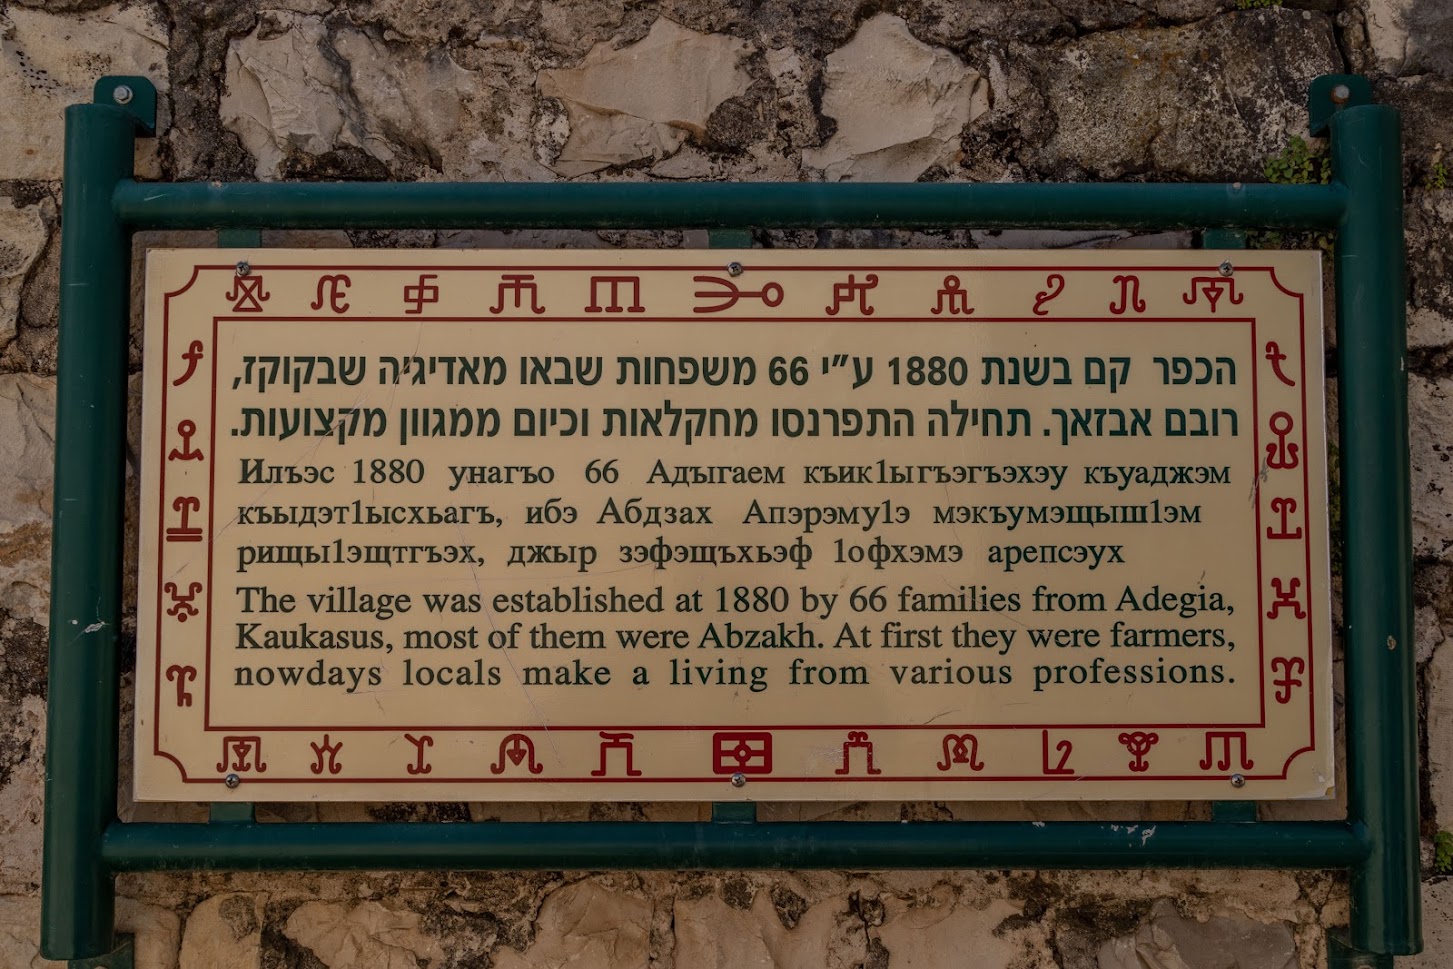 הכפר קם בשנת 1880 ע"י 66 משפחות שבאו מאדיגיה שבקוקז,
רובם אבזאך. תחילה התפרנסו מחקלאות וכיום ממגוון מקצועות.
Илъэс 1880 унагъо 66 Адъгаем къик1ыгъэгъэхэу къуаджэм
къыдэт1ысхьагъ, ибэ Абдзах Апэрэму1э мэкъумэщыш1эм
рищы1эщтгъэх, джыр зэфэщъхьэф 1офхэмэ арепсэух
The village was established at 1880 by 66 families from Adegia,
Kaukasus, most of them were Abzakh. At first they were farmers,
nowdays locals make a living from various professions.